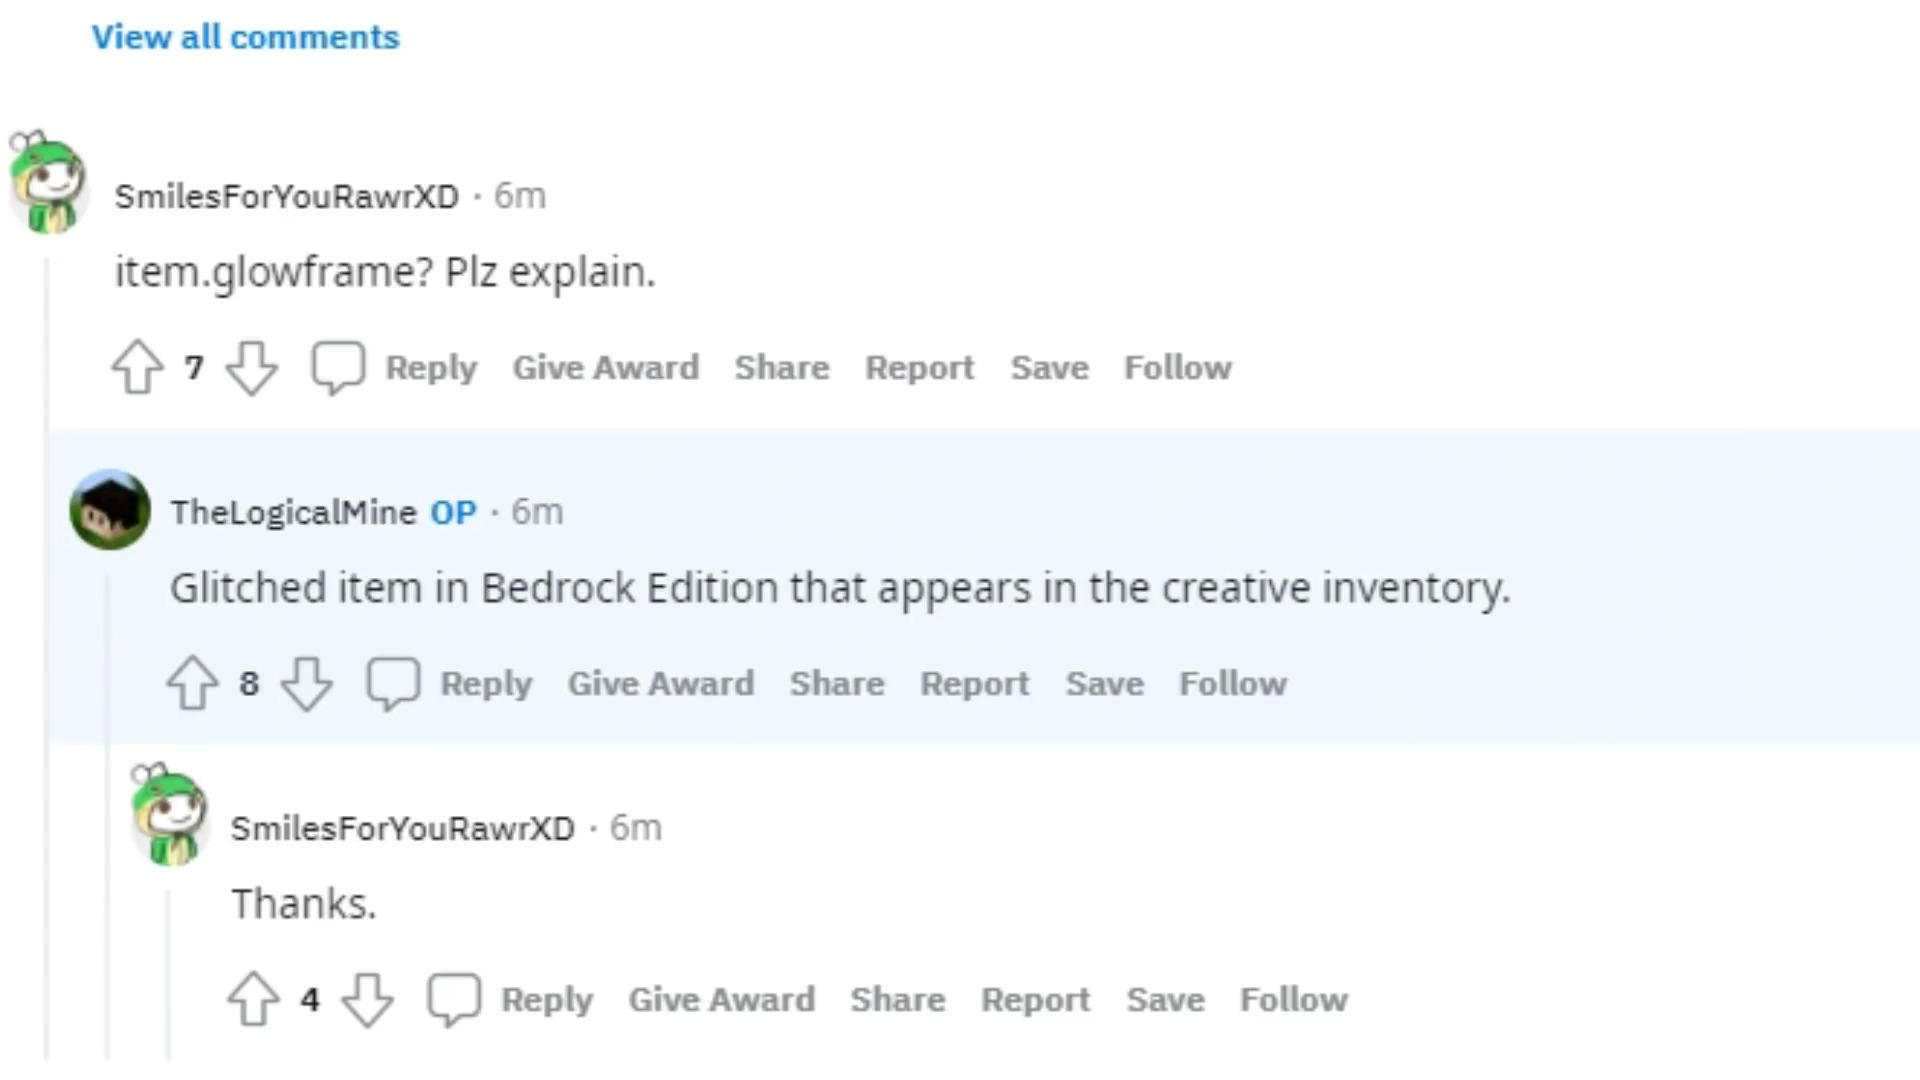 View all comments
SmilesForYouRawrXD · 6m
item.glowframe? Plz explain.
7 Reply Give Award Share Report Save Follow
TheLogicalMine OP · 6m
Glitched item in Bedrock Edition that appears in the creative inventory.
8 Reply Give Award Share Report Save Follow
SmilesForYouRawrXD · 6m
Thanks.
4 Reply Give Award Share Report Save Follow